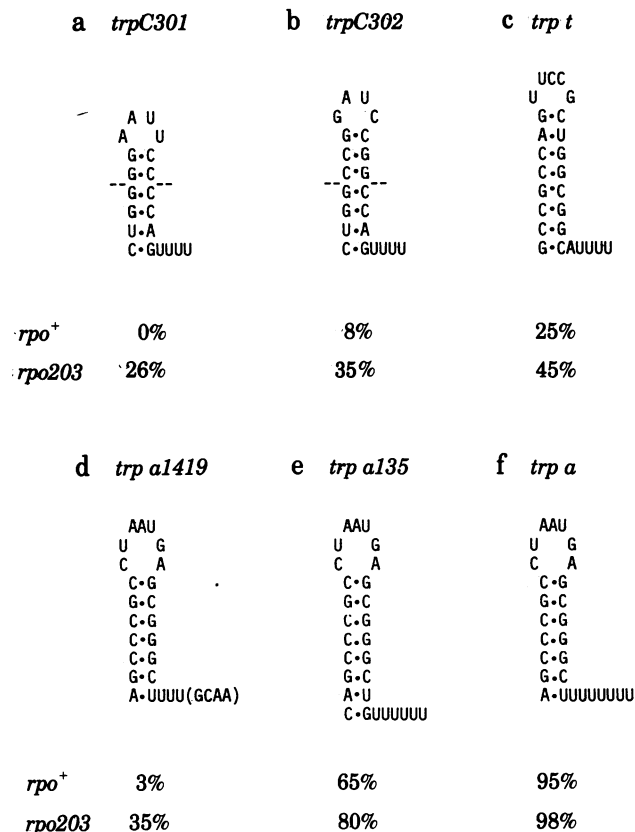 a trpC301 b trpC302 c trp t
UCC
A U A U U G
A U G C G•C
G•C G•C A•U
G•C C•G C•G
--G•C-- --G•C-- C•G
G•C G•C G•C
U•A U•A C•G
C•GUUUU C•GUUUU C•G
G•CAUUUU
rpo+ 0% 8% 25%
rpo203 26% 35% 45%
d trp a1419 e trp a135 f trp a
AAU AAU AAU
U G U G U G
C A C A C A
C•G C•G C•G
G•C G•C G•C
C•G C•G C•G
C•G C•G C•G
C•G C•G C•G
G•C G•C G•C
A•UUUU(GCAA) A•U A•UUUUUUUU
C•GUUUUUU
rpo+ 3% 65% 95%
rpo203 35% 80% 98%